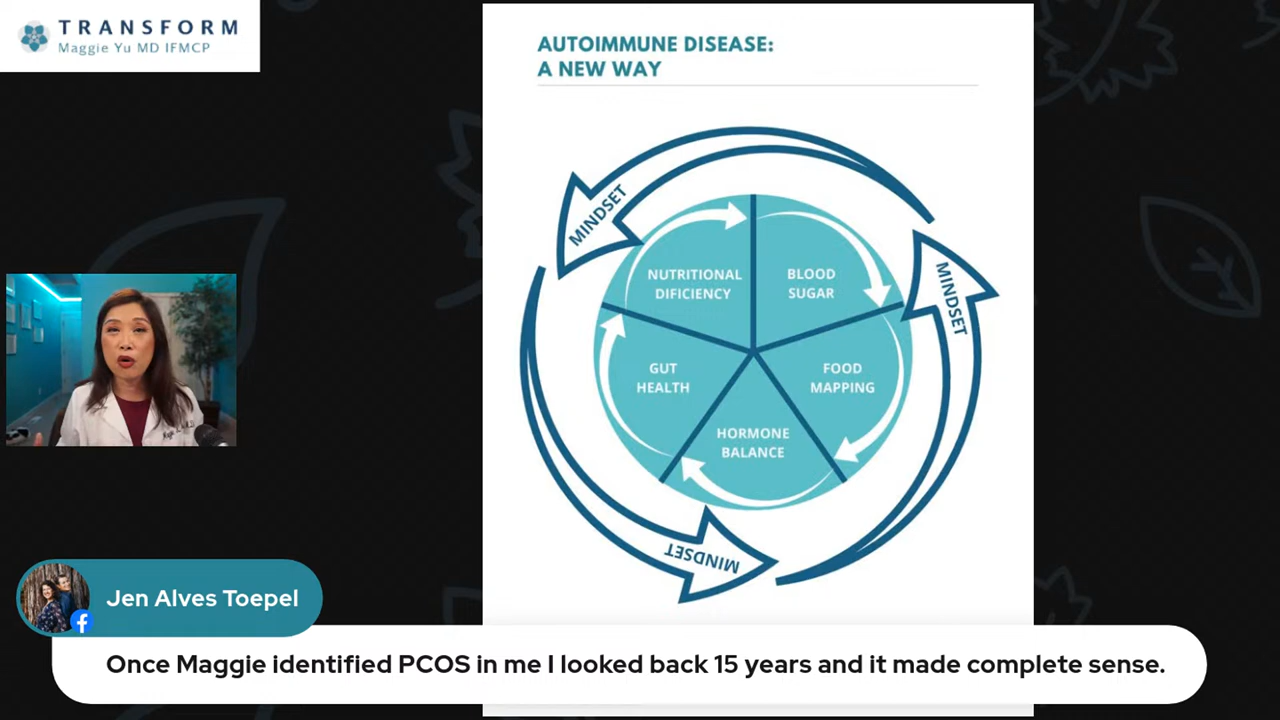 TRANSFORM
Maggie Yu MD IFMCP
AUTOIMMUNE DISEASE:
A NEW WAY
MINDSET
MINDSET
NUTRITIONAL
DIFICIENCY
BLOOD
SUGAR
GUT
HEALTH
FOOD
MAPPING
HORMONE
BALANCE
MINDSET
Jen Alves Toepel
Once Maggie identified PCOS in me I looked back 15 years and it made complete sense.